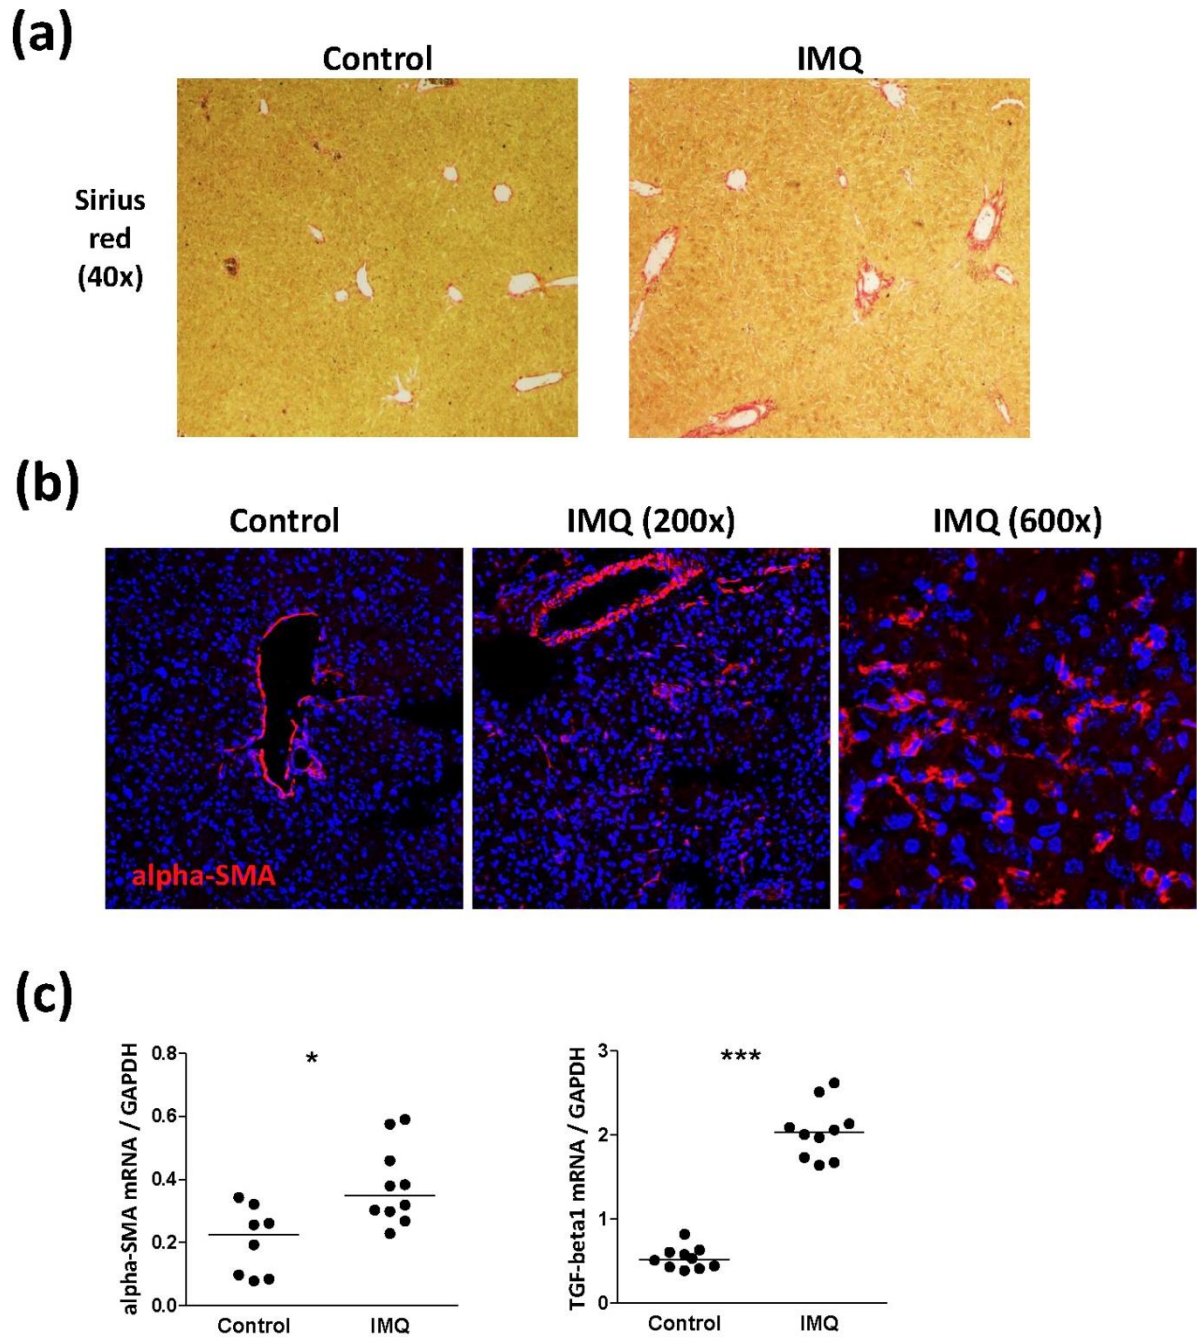 (a)
Control
IMQ
Sirius
red
(40x)
(b)
Control
IMQ (200x)
IMQ (600x)
alpha-SMA
(c)
alpha-SMA mRNA / GAPDH
0.8
0.6
0.4
0.2
0.0
*
Control
IMQ
TGF-beta1 mRNA / GAPDH
3
2
1
0
***
Control
IMQ